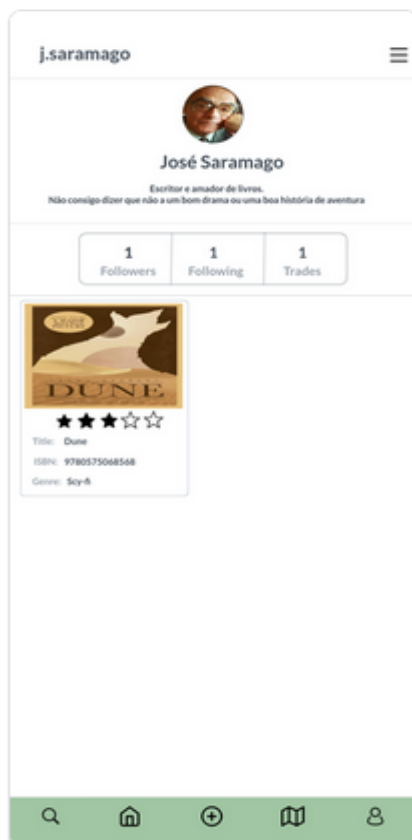 j.saramago
José Saramago
Escritor e amador de livros.
Não consigo dizer que não a um bom drama ou uma boa história de aventura
1 1 1
Followers Following Trades
DUNE
Title: Dune
ISBN: 9780575068568
Genre: Scy-fi